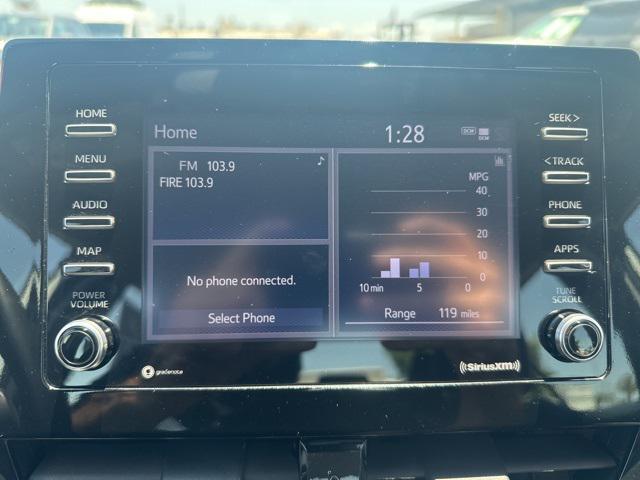 HOME
MENU
AUDIO
MAP
POWER
VOLUME
Home
1:28
DCM
DCM
FM 103.9
FIRE 103.9
No phone connected.
Select Phone
MPG
40
30
20
10
0
10 min 5 0
Range 119 miles
SEEK >
< TRACK
PHONE
APPS
TUNE
SCROLL
gracenote
((SiriusXM))